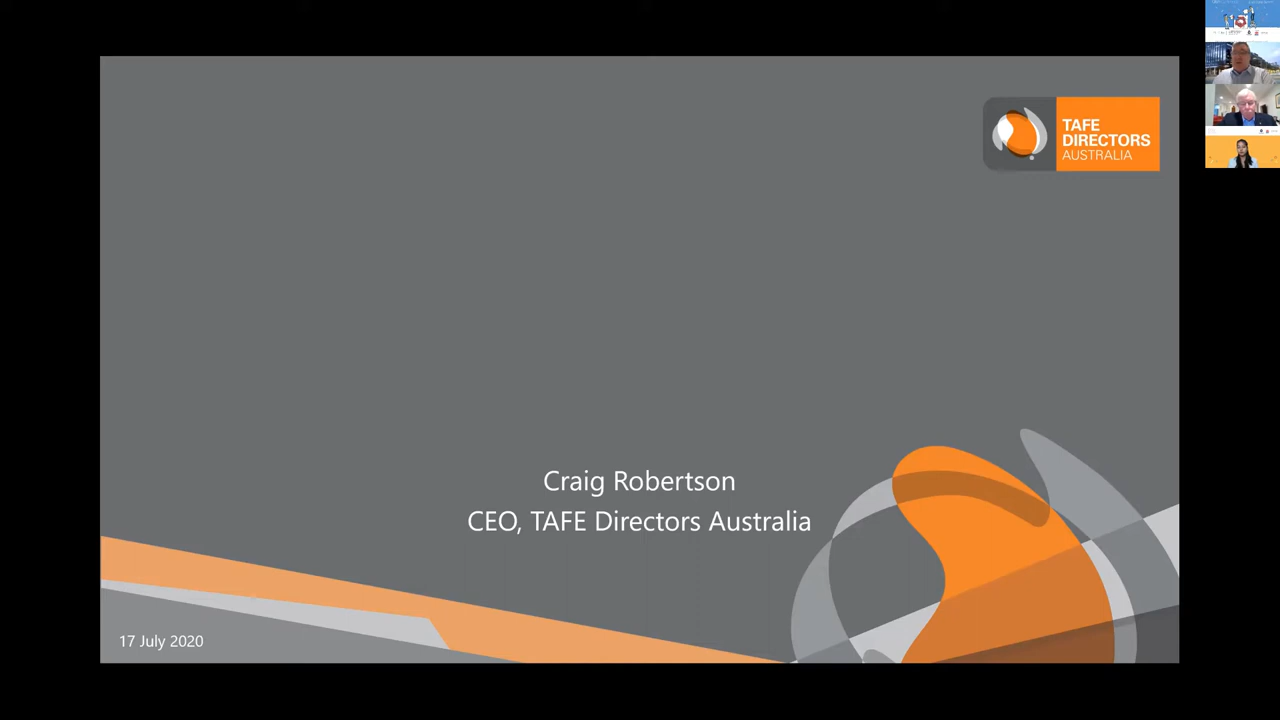 TAFE
DIRECTORS
AUSTRALIA
Craig Robertson
CEO, TAFE Directors Australia
17 July 2020